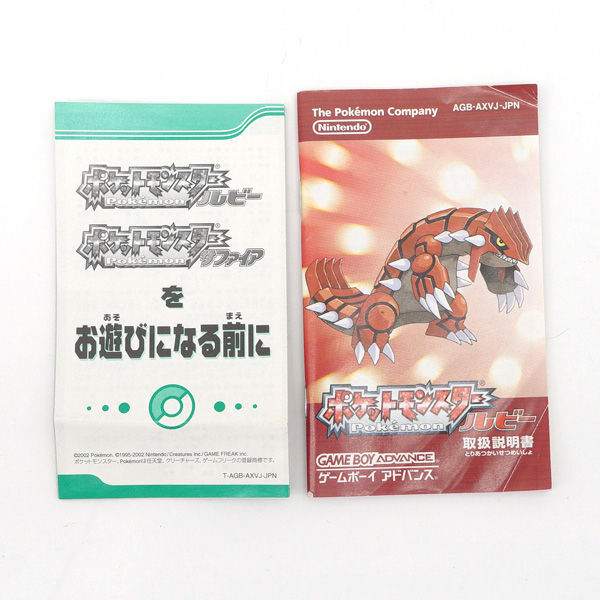 ポケットモンスター
Pokémon
ルビー
ポケットモンスター
Pokémon
サファイア
を
あそ まえ
お遊びになる前に
©2002 Pokémon. ©1995-2002 Nintendo/Creatures inc./GAME FREAK inc.
ポケットモンスター、Pokémonは任天堂、クリーチャーズ、ゲームフリークの登録商標です。
T-AGB-AXVJ-JPN
The Pokémon Company
AGB-AXVJ-JPN
Nintendo
ポケットモンスター
Pokémon
ルビー
取扱説明書
とりあつかいせつめいしょ
GAME BOY ADVANCE
ゲームボーイ アドバンス